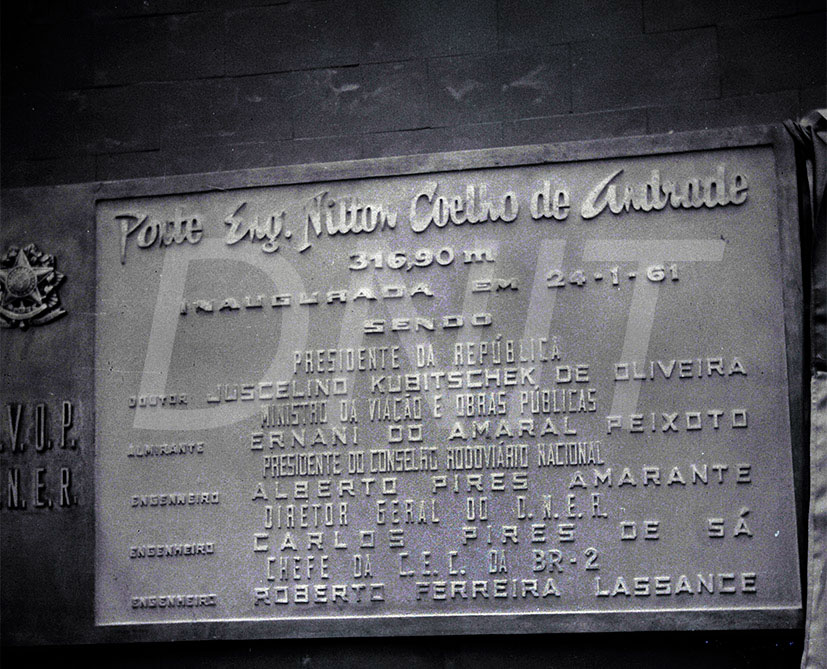 Ponte Eng. Nilton Coelho de Andrade
316,90 m
INAUGURADA EM 24-1-61
SENDO
PRESIDENTE DA REPÚBLICA
DOUTOR JUSCELINO KUBITSCHEK DE OLIVEIRA
MINISTRO DA VIAÇÃO E OBRAS PÚBLICAS
ALMIRANTE ERNANI DO AMARAL PEIXOTO
PRESIDENTE DO CONSELHO RODOVIÁRIO NACIONAL
ENGENHEIRO ALBERTO PIRES AMARANTE
DIRETOR GERAL DO D.N.E.R.
ENGENHEIRO CARLOS PIRES DE SÁ
CHEFE DA C.E.C. DA BR-2
ENGENHEIRO ROBERTO FERREIRA LASSANCE
.V.O.P.
.N.E.R.
DNIT